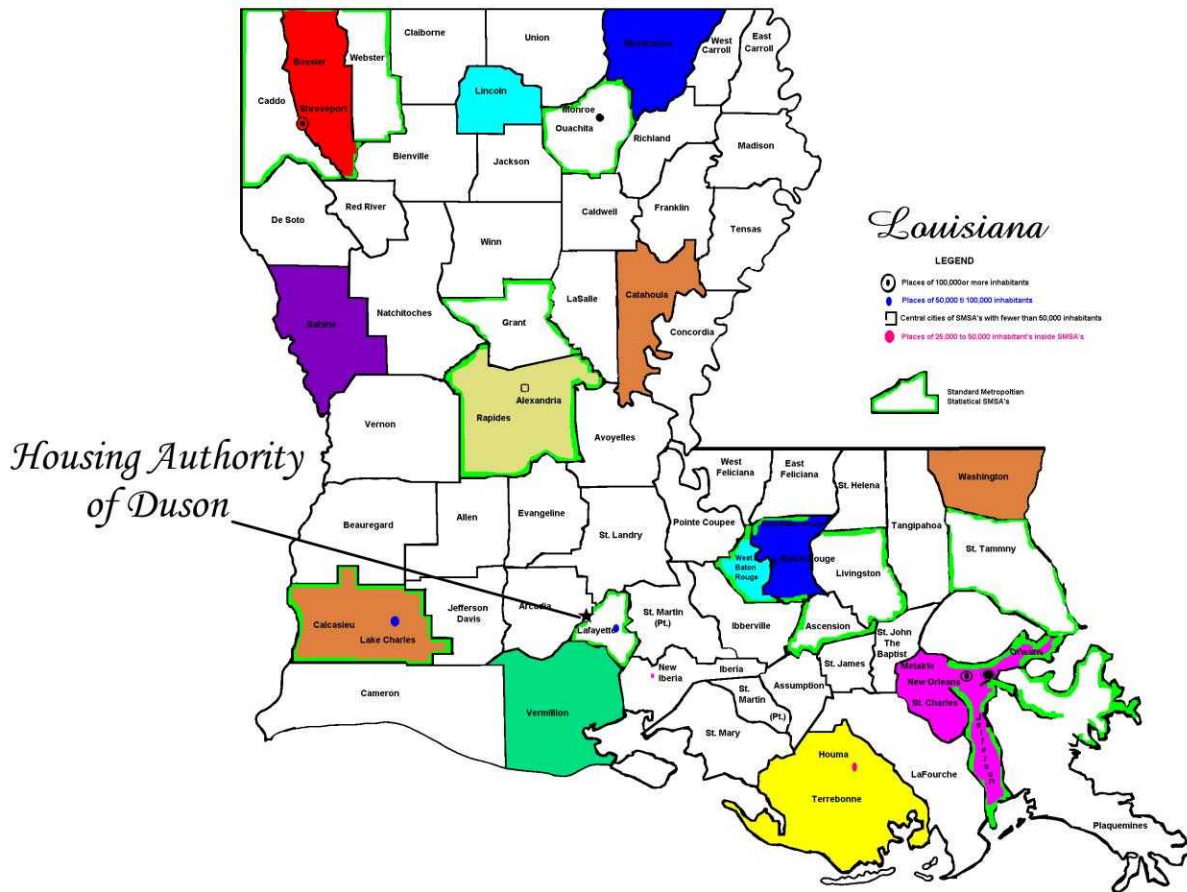 Claiborne
Union
West
Carroll
East
Carroll
Morehouse
Bossier
Webster
Caddo
Shreveport
Lincoln
Monroe
Ouachita
Richland
Madison
Bienville
Jackson
De Soto
Red River
Caldwell
Franklin
Tensas
Winn
Natchitoches
Sabine
Grant
LaSalle
Catahoula
Concordia
Louisiana
LEGEND
Places of 100,000or more inhabitants
Places of 50,000 ti 100,000 inhabitants
Central cities of SMSA's with fewer than 50,000 inhabitants
Places of 25,000 to 50,000 inhabitant's inside SMSA's
Standard Metropoltian
Statistical SMSA's
Alexandria
Rapides
Vernon
Avoyelles
Housing Authority
of Duson
West
Feliciana
East
Feliciana
St. Helena
Washington
Tangipahoa
Pointe Coupee
St. Tammny
Beauregard
Allen
Evangeline
St. Landry
West
Baton
Rouge
Rouge
Livingston
Calcasieu
Lake Charles
Jefferson
Davis
Arcadia
Lafayette
St. Martin
(Pt.)
Ibberville
Ascension
St. John
The
Baptist
St. James
Cameron
Vermillion
New
Iberia
Iberia
Assumption
St.
Martin
(Pt.)
St. Mary
Metairie
Orleans
New Orleans
St. Charles
Jefferson
Houma
Terrebonne
LaFourche
Plaquemines